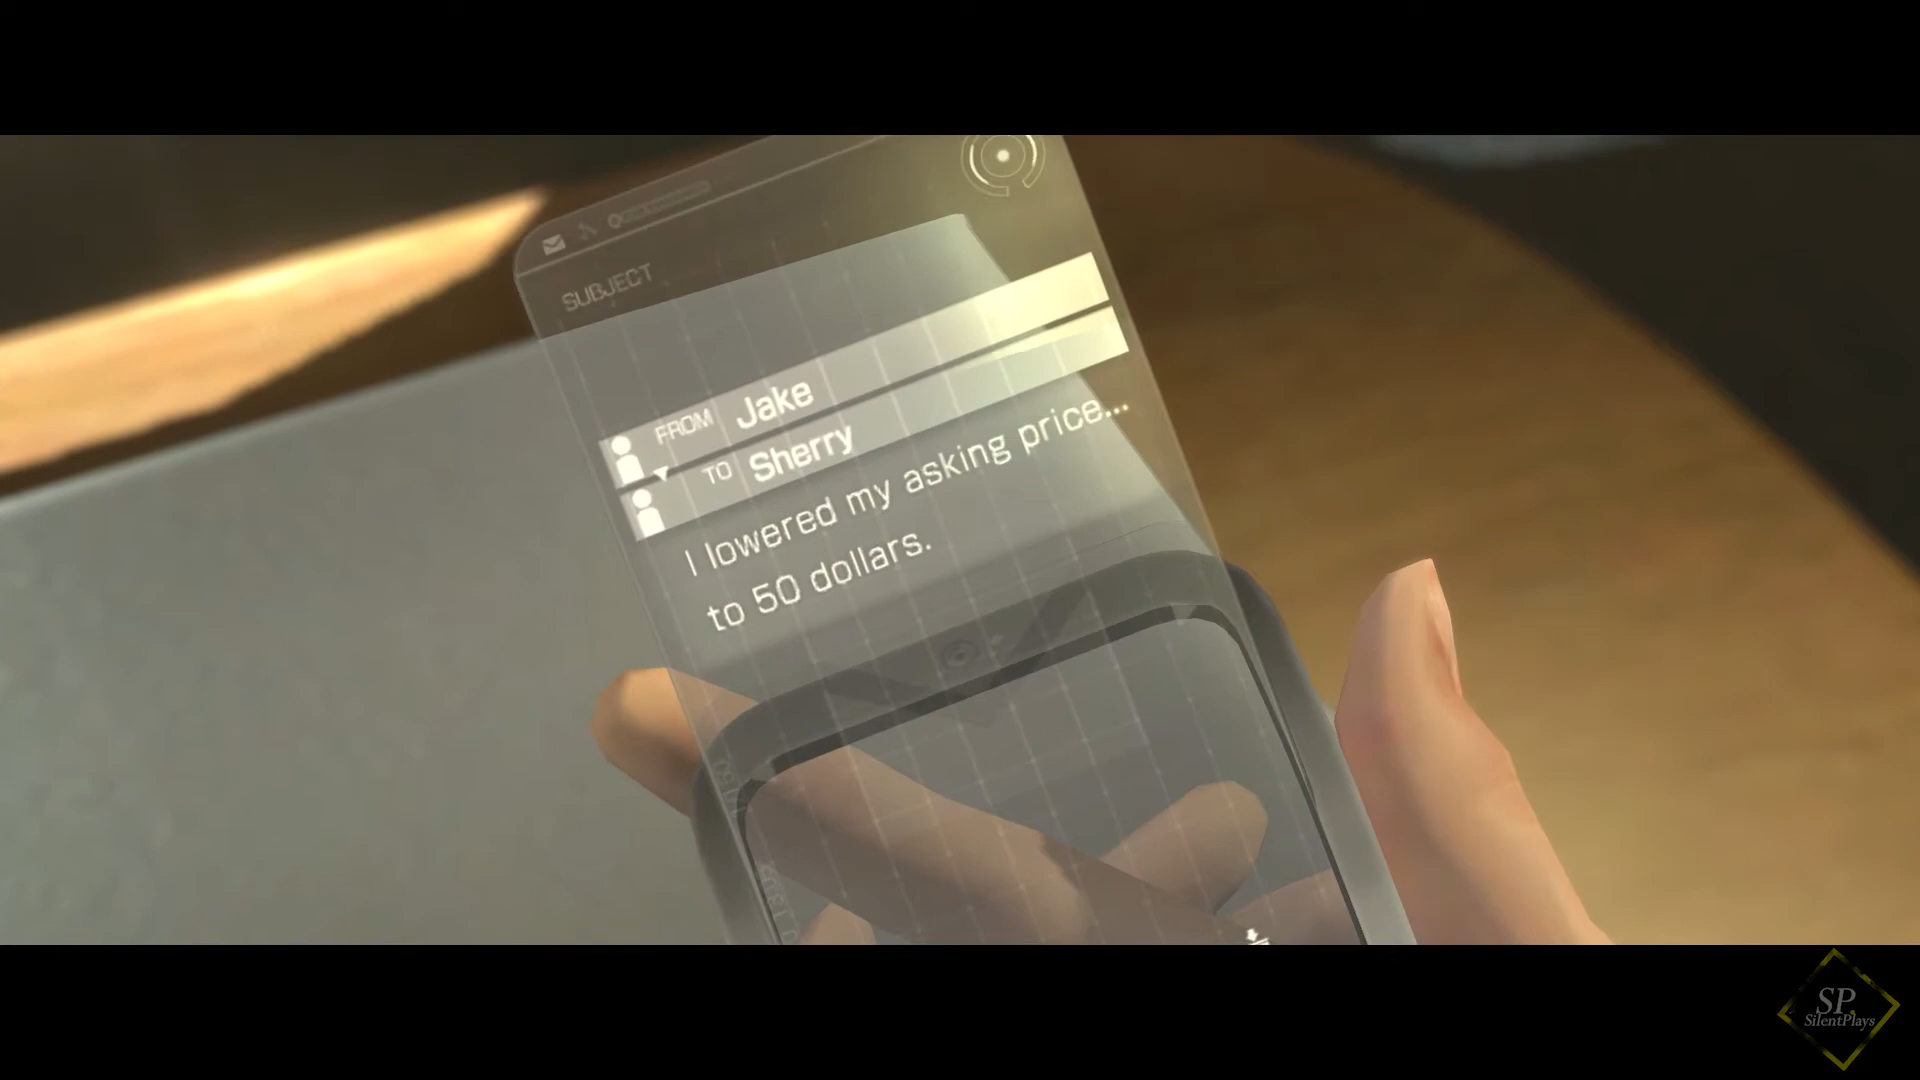 SUBJECT
FROM Jake
TO Sherry
I lowered my asking price...
to 50 dollars.
SP.
SilentPlays